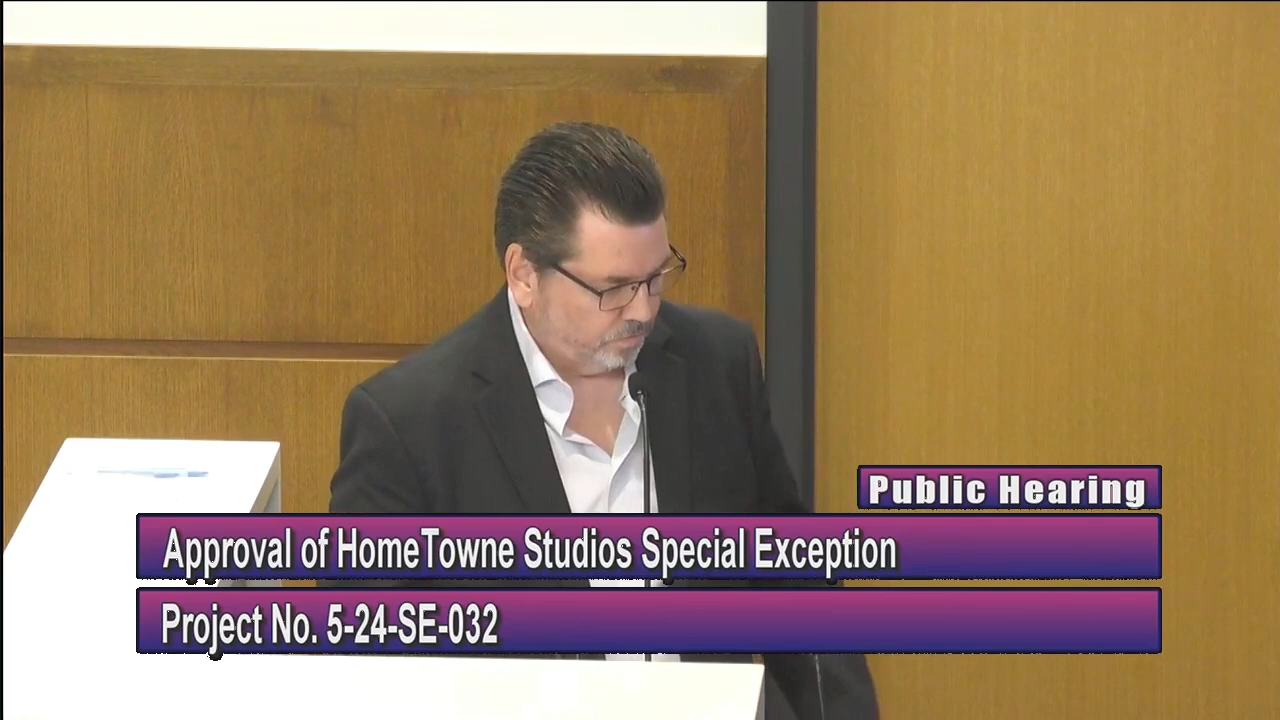 Public Hearing
Approval of HomeTowne Studios Special Exception
Project No. 5-24-SE-032